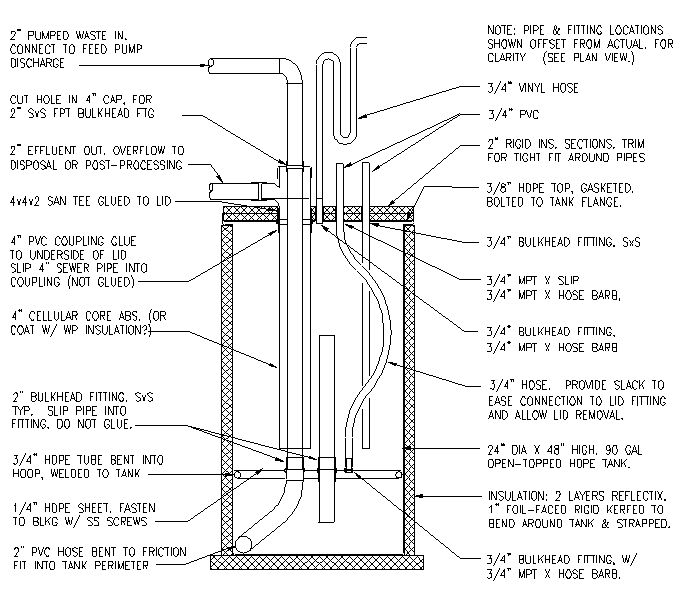 2" PUMPED WASTE IN.
CONNECT TO FEED PUMP
DISCHARGE
CUT HOLE IN 4" CAP, FOR
2" SvS FPT BULKHEAD FTG
2" EFFLUENT OUT, OVERFLOW TO
DISPOSAL OR POST-PROCESSING
4v4v2 SAN TEE GLUED TO LID
4" PVC COUPLING GLUE
TO UNDERSIDE OF LID
SLIP 4" SEWER PIPE INTO
COUPLING (NOT GLUED)
4" CELLULAR CORE ABS. (OR
COAT W/ WP INSULATION?)
2" BULKHEAD FITTING, SvS
TYP. SLIP PIPE INTO
FITTING, DO NOT GLUE.
3/4" HDPE TUBE BENT INTO
HOOP, WELDED TO TANK
1/4" HDPE SHEET, FASTEN
TO BLKG W/ SS SCREWS
2" PVC HOSE BENT TO FRICTION
FIT INTO TANK PERIMETER
NOTE: PIPE & FITTING LOCATIONS
SHOWN OFFSET FROM ACTUAL, FOR
CLARITY (SEE PLAN VIEW.)
3/4" VINYL HOSE
3/4" PVC
2" RIGID INS. SECTIONS, TRIM
FOR TIGHT FIT AROUND PIPES
3/8" HDPE TOP, GASKETED,
BOLTED TO TANK FLANGE.
3/4" BULKHEAD FITTING, SxS
3/4" MPT X SLIP
3/4" MPT X HOSE BARB,
3/4" BULKHEAD FITTING,
3/4" MPT X HOSE BARB
3/4" HOSE. PROVIDE SLACK TO
EASE CONNECTION TO LID FITTING
AND ALLOW LID REMOVAL.
24" DIA X 48" HIGH, 90 GAL
OPEN-TOPPED HDPE TANK.
INSULATION: 2 LAYERS REFLECTIX,
1" FOIL-FACED RIGID KERFED TO
BEND AROUND TANK & STRAPPED.
3/4" BULKHEAD FITTING, W/
3/4" MPT X HOSE BARB.